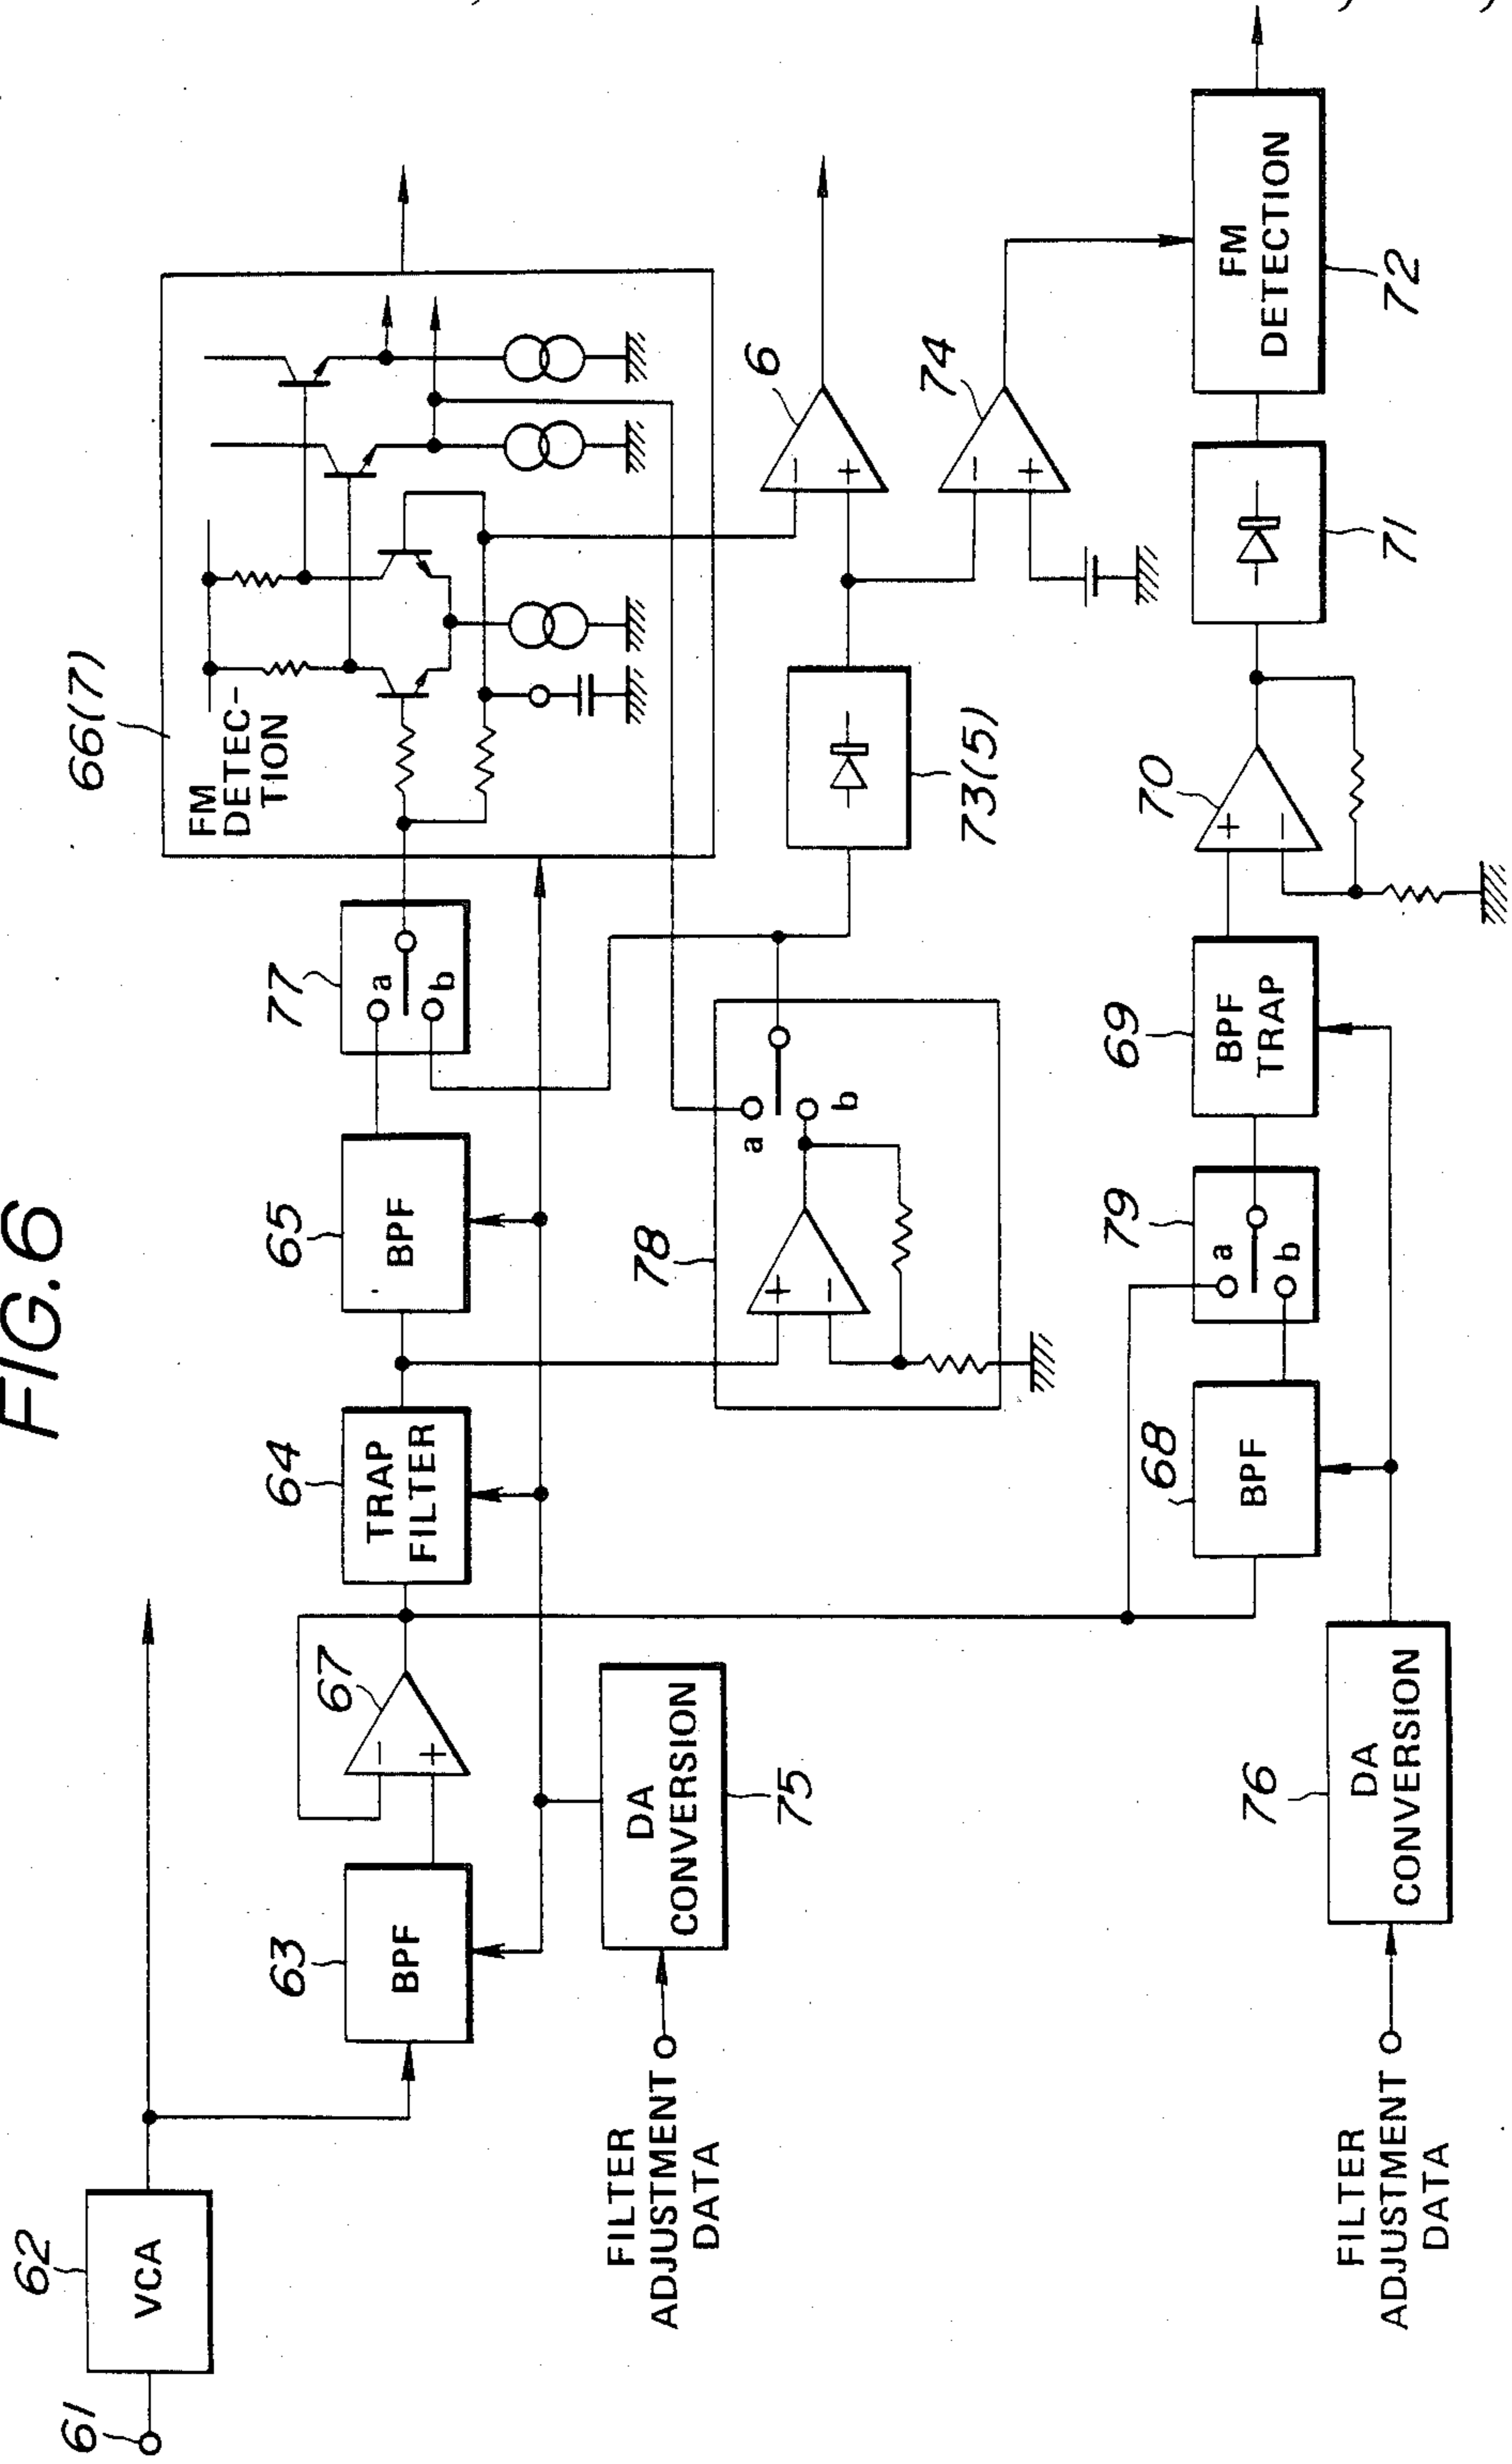 FIG.6
61
62
VCA
63
BPF
67
−
+
64
TRAP
FILTER
65
BPF
77
a
b
66(7)
FM
DETEC-
TION
FILTER
ADJUSTMENT
DATA
DA
CONVERSION
75
78
+
−
a
b
73(5)
6
−
+
74
−
+
FILTER
ADJUSTMENT
DATA
76
DA
CONVERSION
68
BPF
79
a
b
69
BPF
TRAP
70
+
−
71
FM
DETECTION
72